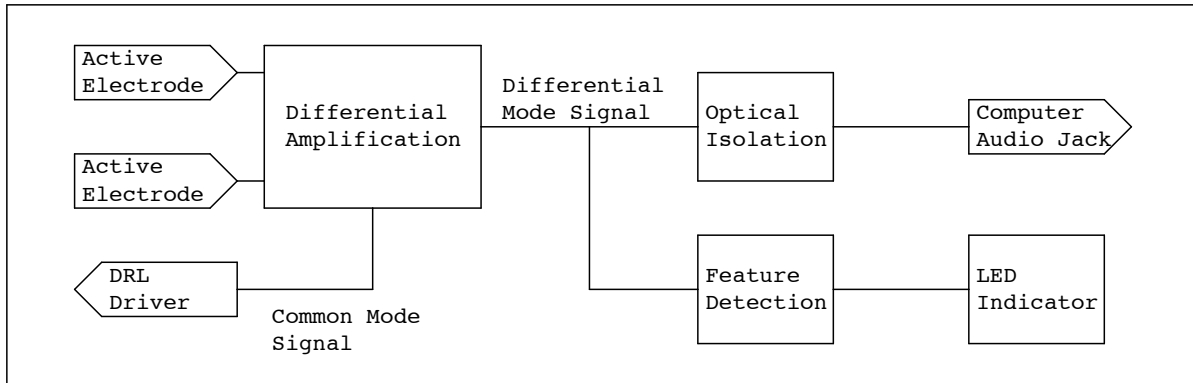 Active
Electrode
Differential
Amplification
Differential
Mode Signal
Optical
Isolation
Computer
Audio Jack
Active
Electrode
DRL
Driver
Common Mode
Signal
Feature
Detection
LED
Indicator